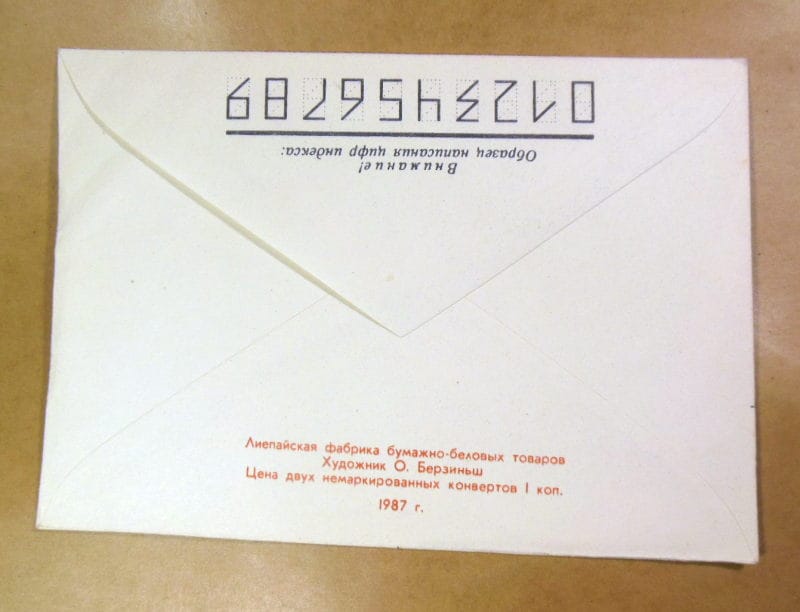 Внимание!
Образец написания цифр индекса:
0123456789
Лиепайская фабрика бумажно-беловых товаров
Художник О. Берзиньш
Цена двух немаркированных конвертов 1 коп.
1987 г.